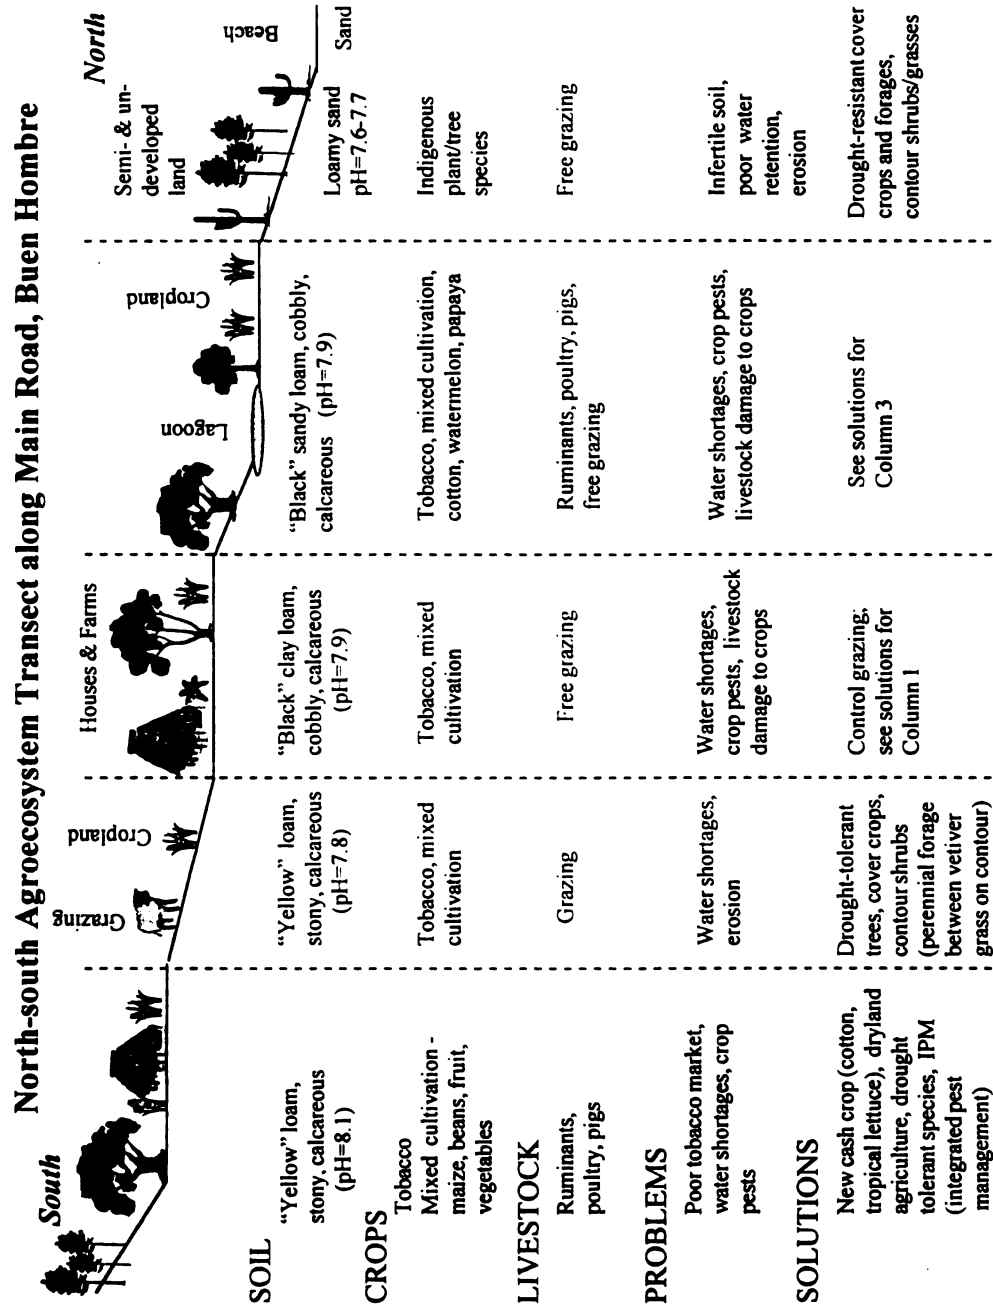 North-south Agroecosystem Transect along Main Road, Buen Hombre
South
North
Grazing
Cropland
Houses & Farms
Lagoon
Cropland
Semi- & un-
developed
land
Beach
SOIL
"Yellow" loam,
stony, calcareous
(pH=8.1)
"Yellow" loam,
stony, calcareous
(pH=7.8)
"Black" clay loam,
cobbly, calcareous
(pH=7.9)
"Black" sandy loam, cobbly,
calcareous (pH=7.9)
Loamy sand
pH=7.6-7.7
Sand
CROPS
Tobacco
Mixed cultivation -
maize, beans, fruit,
vegetables
Tobacco, mixed
cultivation
Tobacco, mixed
cultivation
Tobacco, mixed cultivation,
cotton, watermelon, papaya
Indigenous
plant/tree
species
LIVESTOCK
Ruminants,
poultry, pigs
Grazing
Free grazing
Ruminants, poultry, pigs,
free grazing
Free grazing
PROBLEMS
Poor tobacco market,
water shortages, crop
pests
Water shortages,
erosion
Water shortages,
crop pests, livestock
damage to crops
Water shortages, crop pests,
livestock damage to crops
Infertile soil,
poor water
retention,
erosion
SOLUTIONS
New cash crop (cotton,
tropical lettuce), dryland
agriculture, drought
tolerant species, IPM
(integrated pest
management)
Drought-tolerant
trees, cover crops,
contour shrubs
(perennial forage
between vetiver
grass on contour)
Control grazing;
see solutions for
Column 1
See solutions for
Column 3
Drought-resistant cover
crops and forages,
contour shrubs/grasses